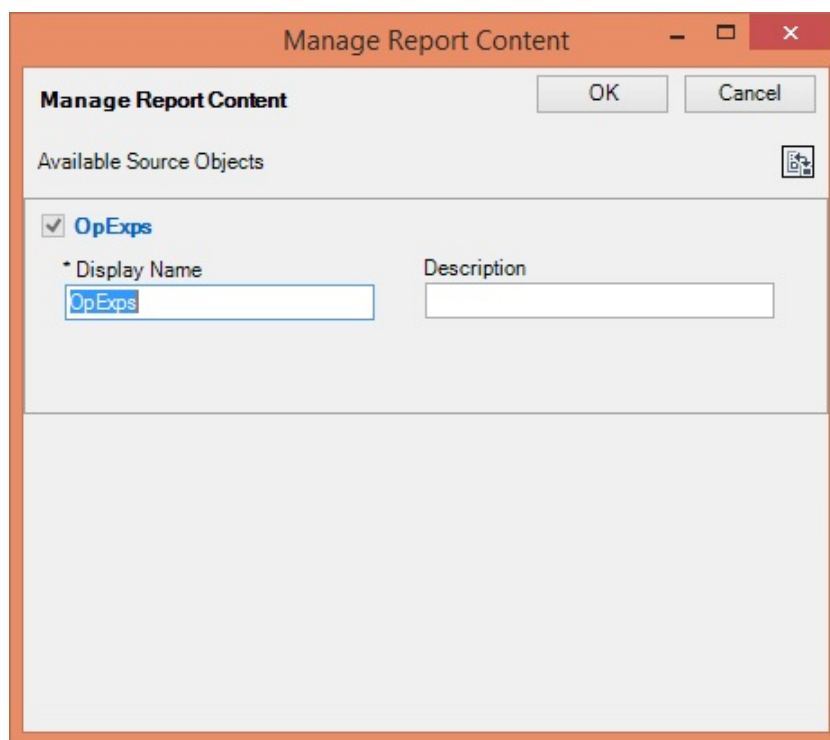 Manage Report Content
Manage Report Content
OK
Cancel
Available Source Objects
OpExps
* Display Name
Description
OpExps